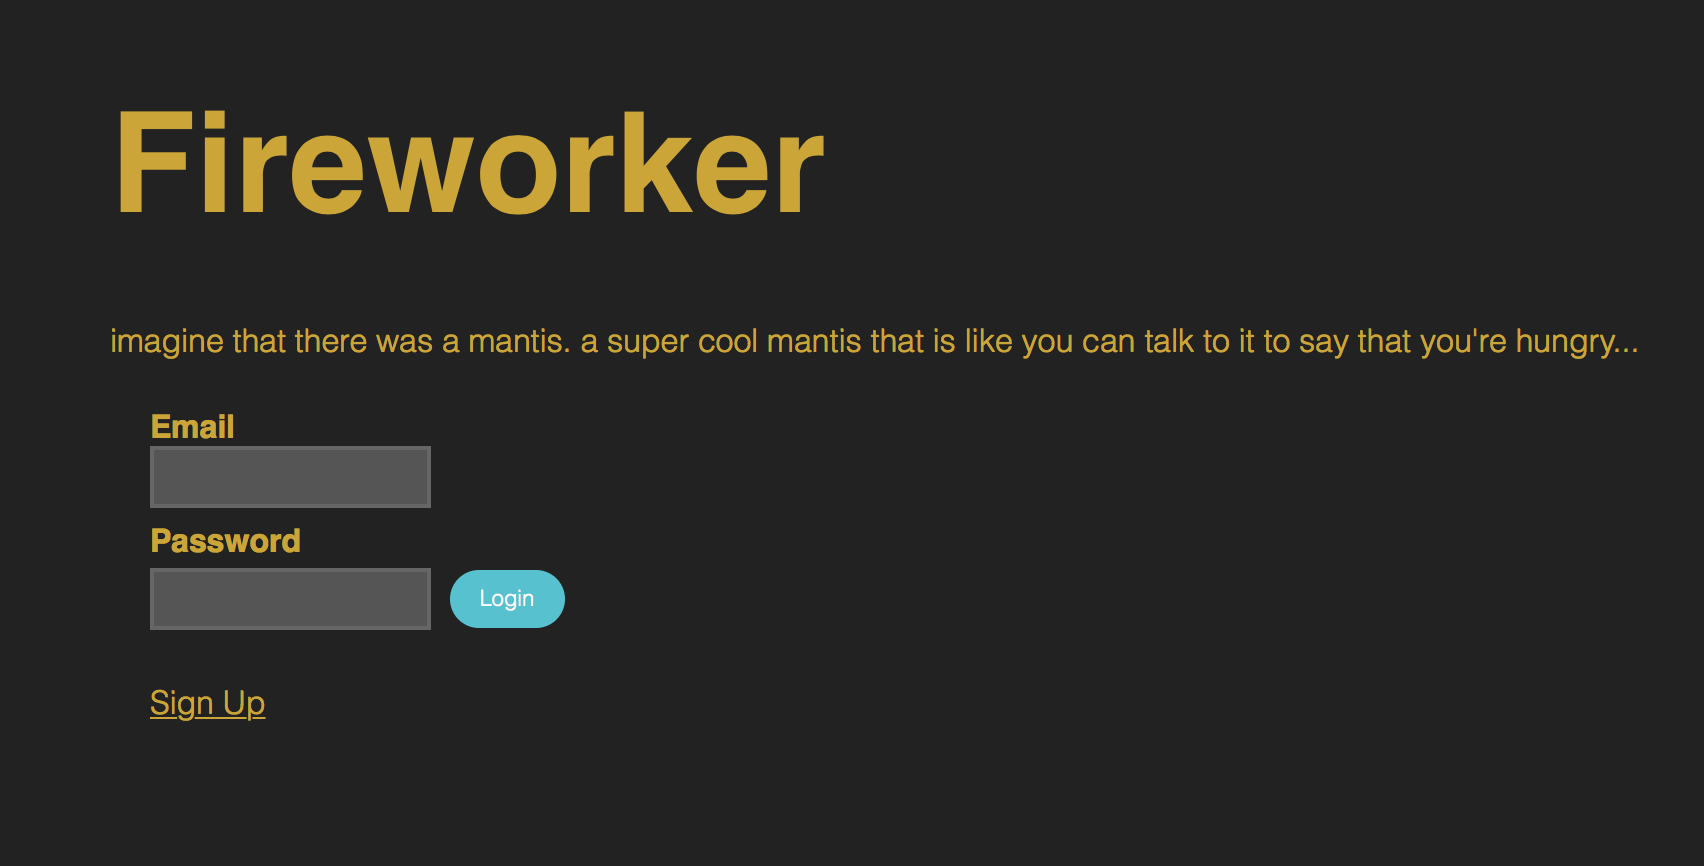 Fireworker
imagine that there was a mantis. a super cool mantis that is like you can talk to it to say that you're hungry...
Email
Password
Login
Sign Up